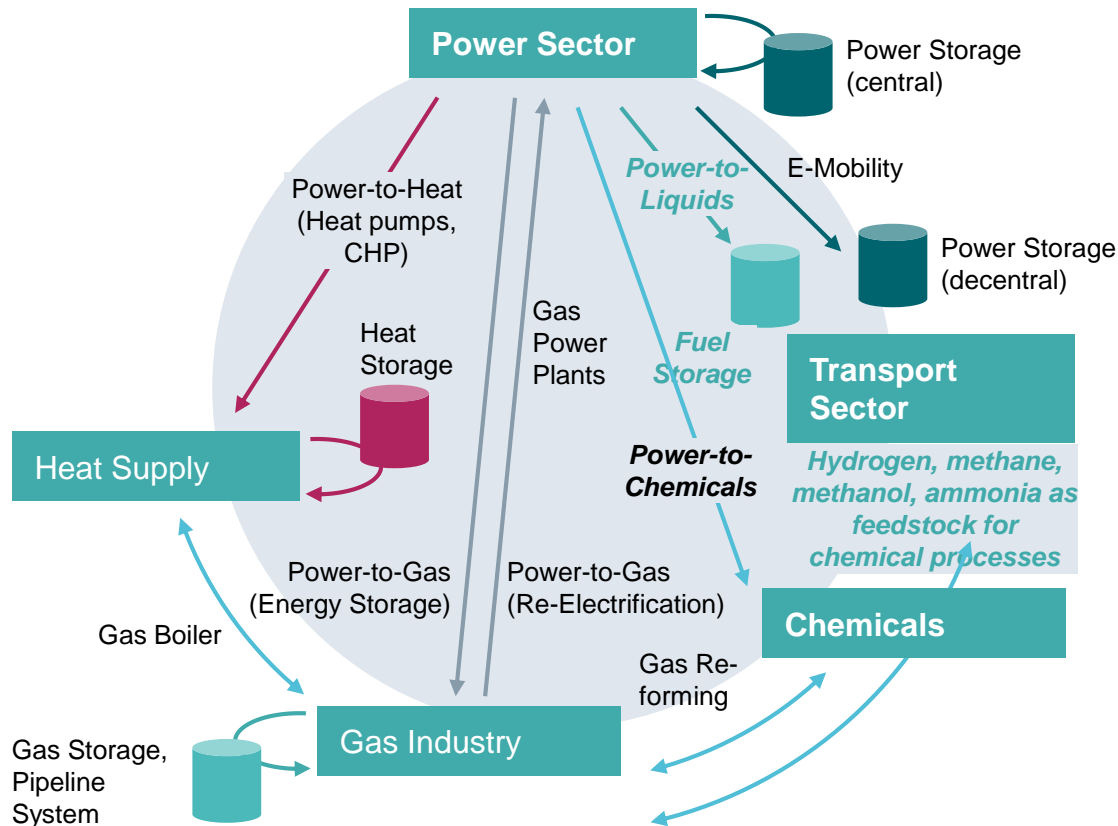 Power Sector
Power Storage
(central)
Power-to-
Liquids
E-Mobility
Power-to-Heat
(Heat pumps,
CHP)
Power Storage
(decentral)
Gas
Power
Plants
Heat
Storage
Fuel
Storage
Transport
Sector
Heat Supply
Power-to-
Chemicals
Hydrogen, methane,
methanol, ammonia as
feedstock for
chemical processes
Power-to-Gas
(Energy Storage)
Power-to-Gas
(Re-Electrification)
Gas Boiler
Chemicals
Gas Re-
forming
Gas Industry
Gas Storage,
Pipeline
System